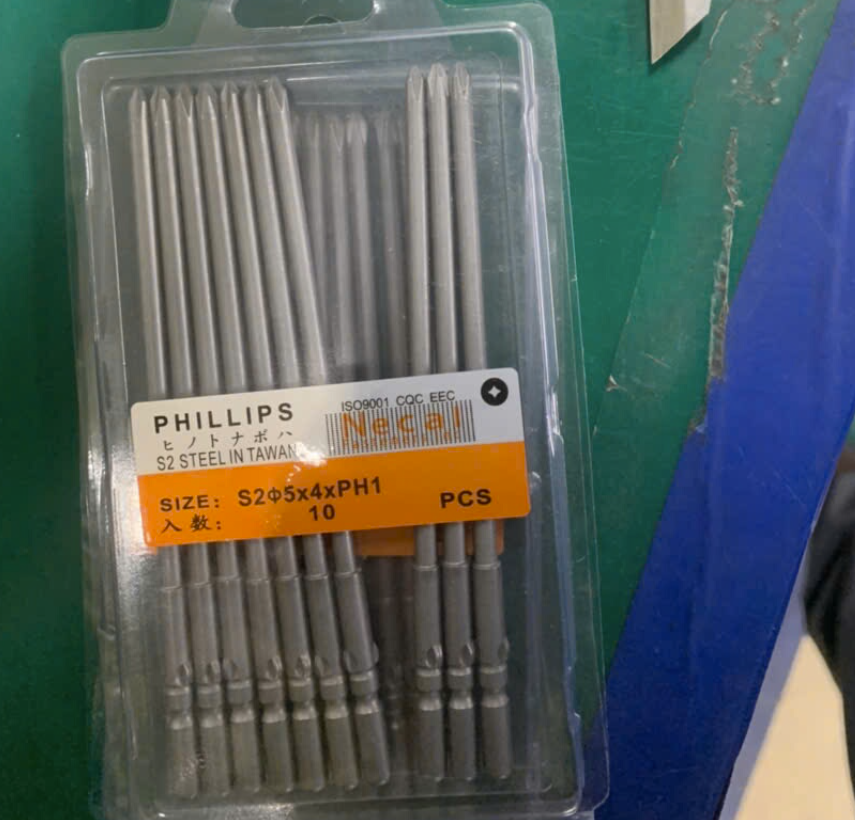 PHILLIPS
ヒノトナボハ
S2 STEEL IN TAWAN
ISO9001 CQC EEC
Necal
SIZE: S2Φ5x4xPH1
入数: 10 PCS